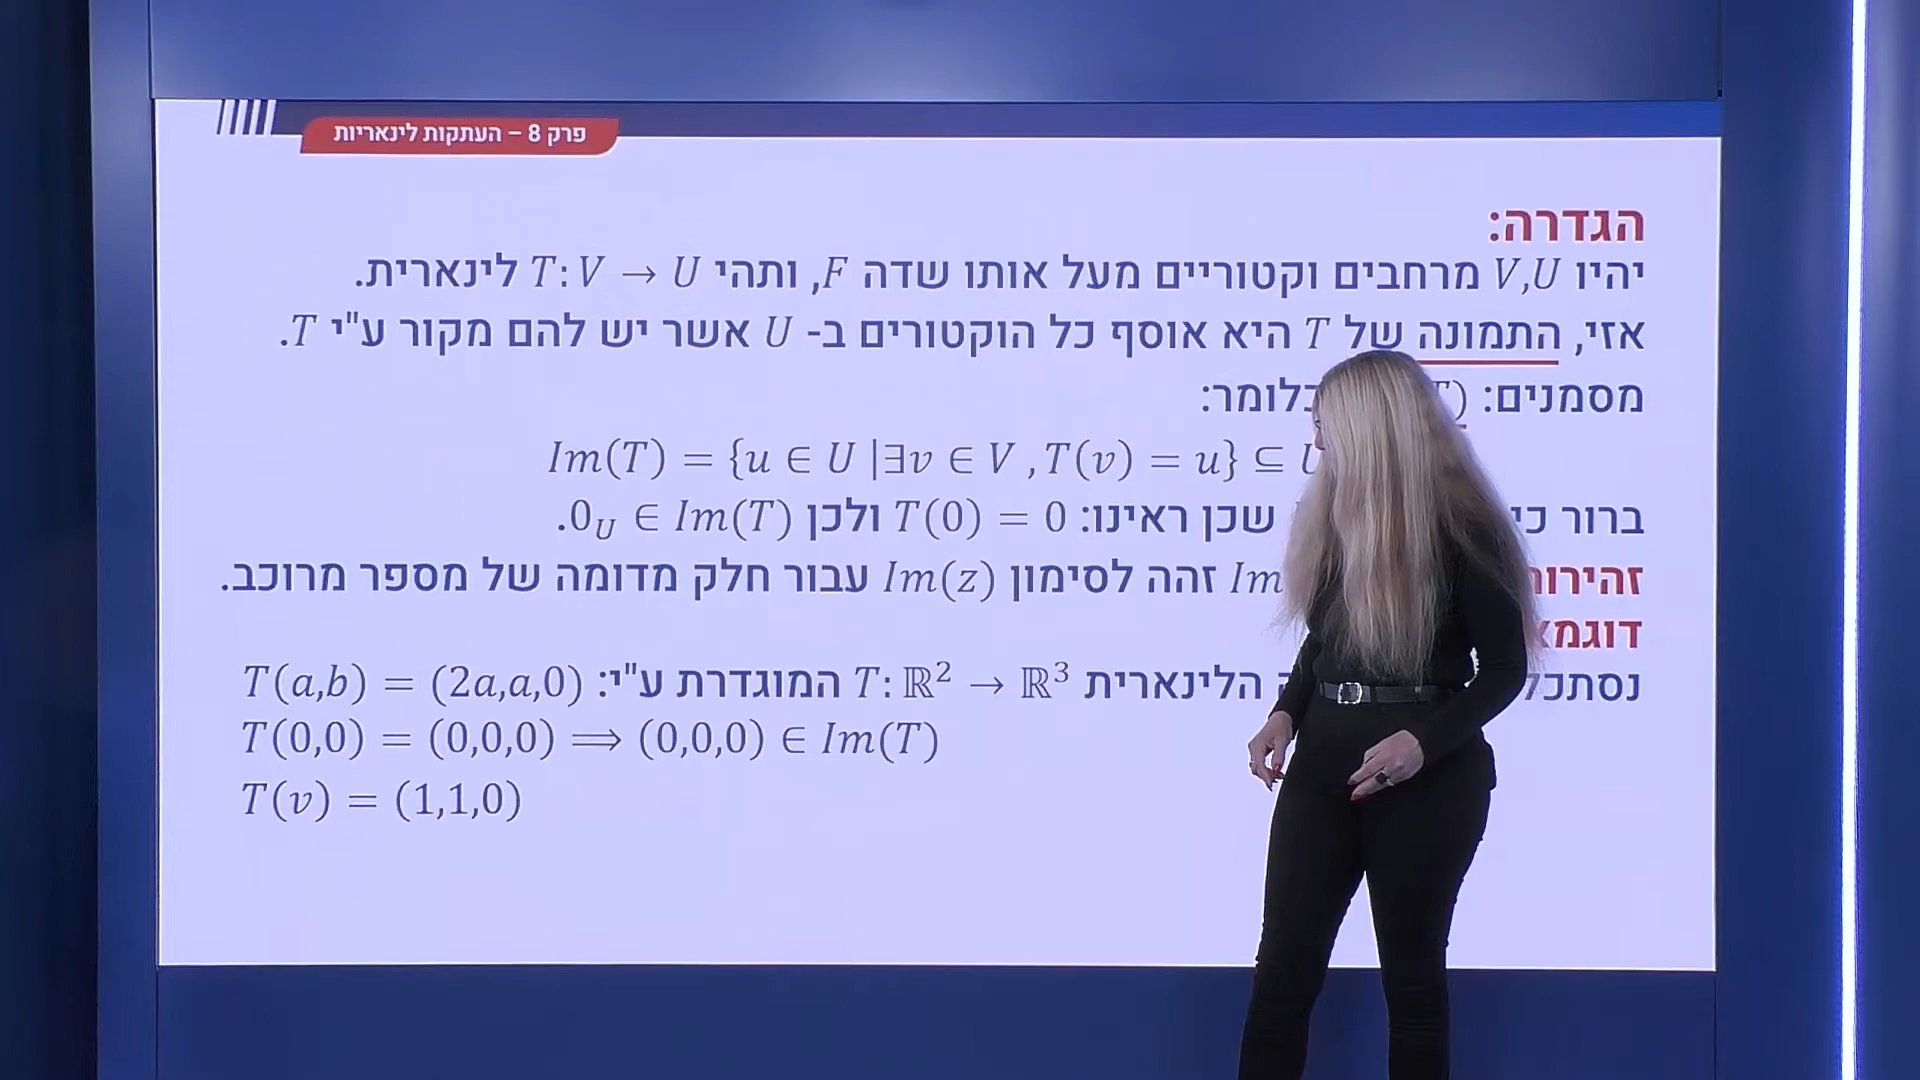 פרק 8 – העתקות לינאריות
הגדרה:
יהיו V,U מרחבים וקטוריים מעל אותו שדה F, ותהי T: V → U לינארית.
אזי, התמונה של T היא אוסף כל הוקטורים ב- U אשר יש להם מקור ע"י T.
מסמנים: כלומר:
Im(T) = {u ∈ U |∃v ∈ V , T(v) = u} ⊆ U
ברור כי שכן ראינו: T(0) = 0 ולכן 0_U ∈ Im(T).
Im זהה לסימון Im(z) עבור חלק מדומה של מספר מרוכב.
הלינארית T: ℝ² → ℝ³ המוגדרת ע"י: T(a,b) = (2a,a,0)
T(0,0) = (0,0,0) ⟹ (0,0,0) ∈ Im(T)
T(v) = (1,1,0)